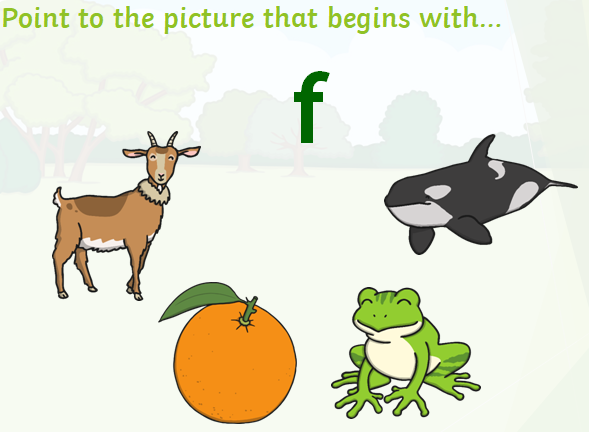 Point to the picture that begins with...
f